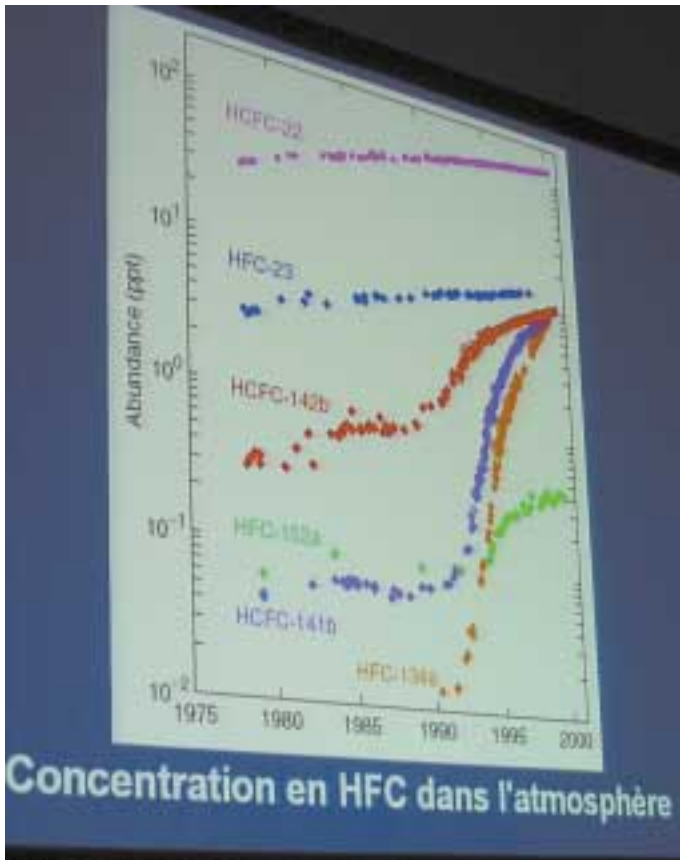 10²
HCFC-22
10¹
HFC-23
Abundance (ppt)
10⁰
HCFC-142b
10⁻¹
HFC-152a
HCFC-141b
HFC-134a
10⁻²
1975 1980 1985 1990 1995 2000
Concentration en HFC dans l'atmosphère